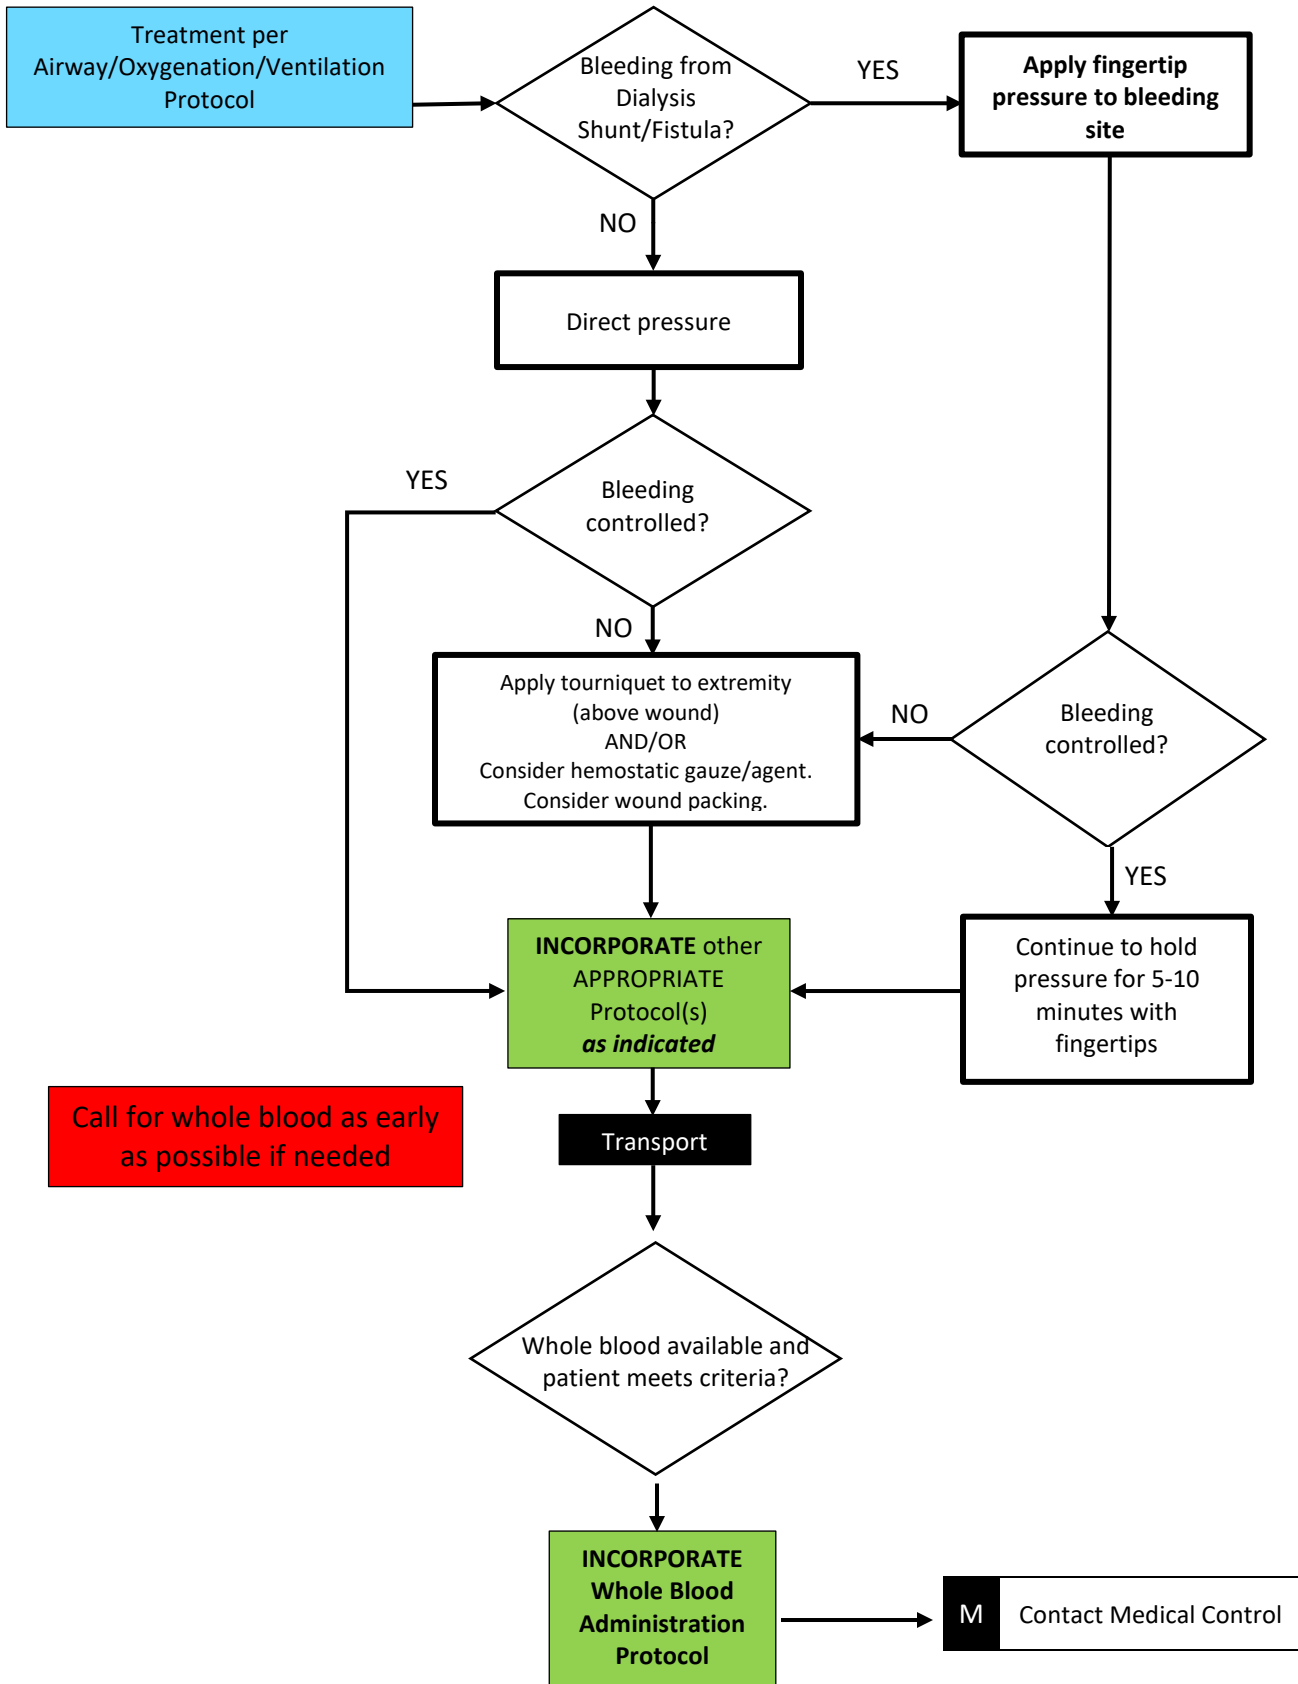 Treatment per
Airway/Oxygenation/Ventilation
Protocol
Bleeding from
Dialysis
Shunt/Fistula?
YES
Apply fingertip
pressure to bleeding
site
NO
Direct pressure
YES
Bleeding
controlled?
NO
Apply tourniquet to extremity
(above wound)
AND/OR
Consider hemostatic gauze/agent.
Consider wound packing.
NO
Bleeding
controlled?
YES
INCORPORATE other
APPROPRIATE
Protocol(s)
as indicated
Continue to hold
pressure for 5-10
minutes with
fingertips
Call for whole blood as early
as possible if needed
Transport
Whole blood available and
patient meets criteria?
INCORPORATE
Whole Blood
Administration
Protocol
M Contact Medical Control